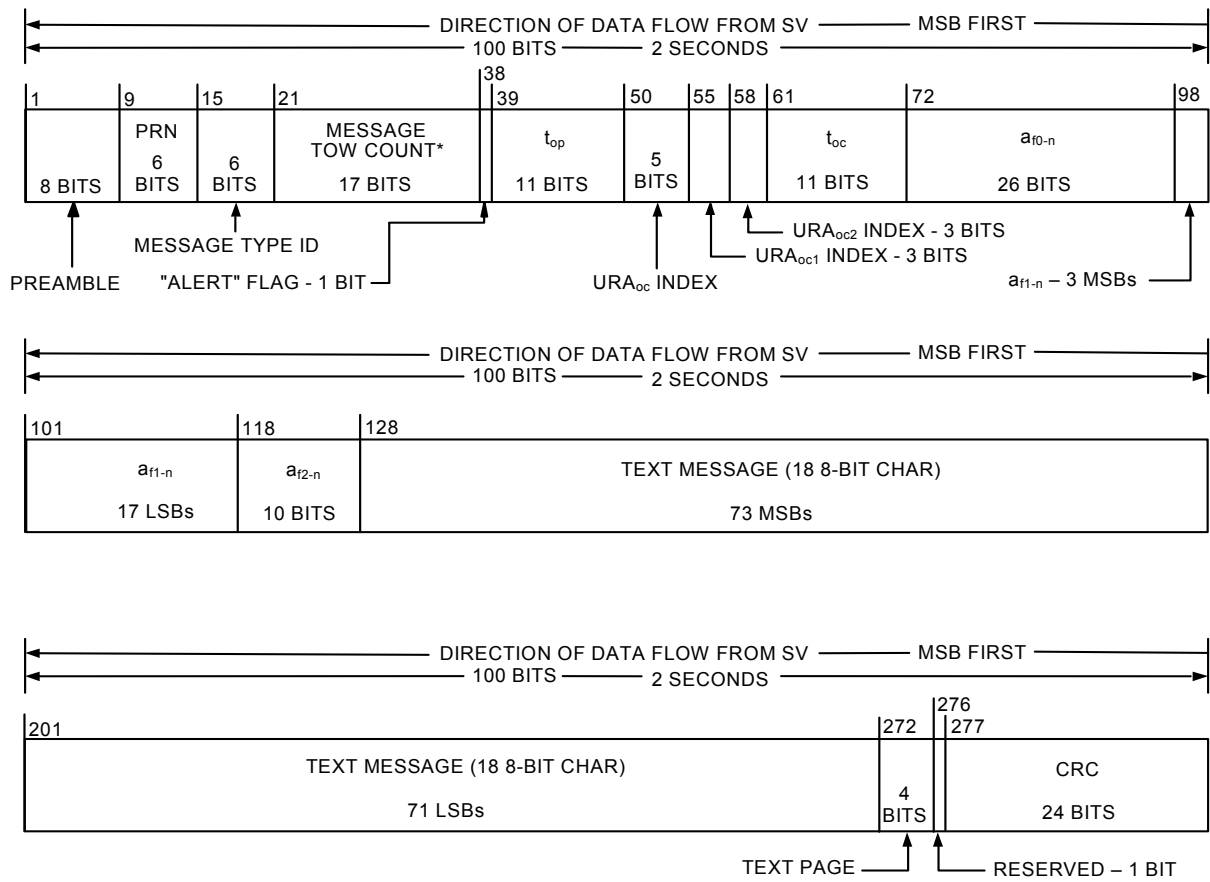 DIRECTION OF DATA FLOW FROM SV MSB FIRST
100 BITS 2 SECONDS
38
1 9 15 21 39 50 55 58 61 72 98
PRN MESSAGE
TOW COUNT* t_op t_oc a_f0-n
8 BITS 6 BITS 6 BITS 17 BITS 11 BITS 5 BITS 11 BITS 26 BITS
URA_oc2 INDEX - 3 BITS
MESSAGE TYPE ID
URA_oc1 INDEX - 3 BITS
PREAMBLE "ALERT" FLAG - 1 BIT URA_oc INDEX a_f1-n – 3 MSBs
DIRECTION OF DATA FLOW FROM SV MSB FIRST
100 BITS 2 SECONDS
101 118 128
a_f1-n a_f2-n TEXT MESSAGE (18 8-BIT CHAR)
17 LSBs 10 BITS 73 MSBs
DIRECTION OF DATA FLOW FROM SV MSB FIRST
100 BITS 2 SECONDS
276
201 272 277
TEXT MESSAGE (18 8-BIT CHAR) CRC
71 LSBs 4 BITS 24 BITS
TEXT PAGE RESERVED – 1 BIT